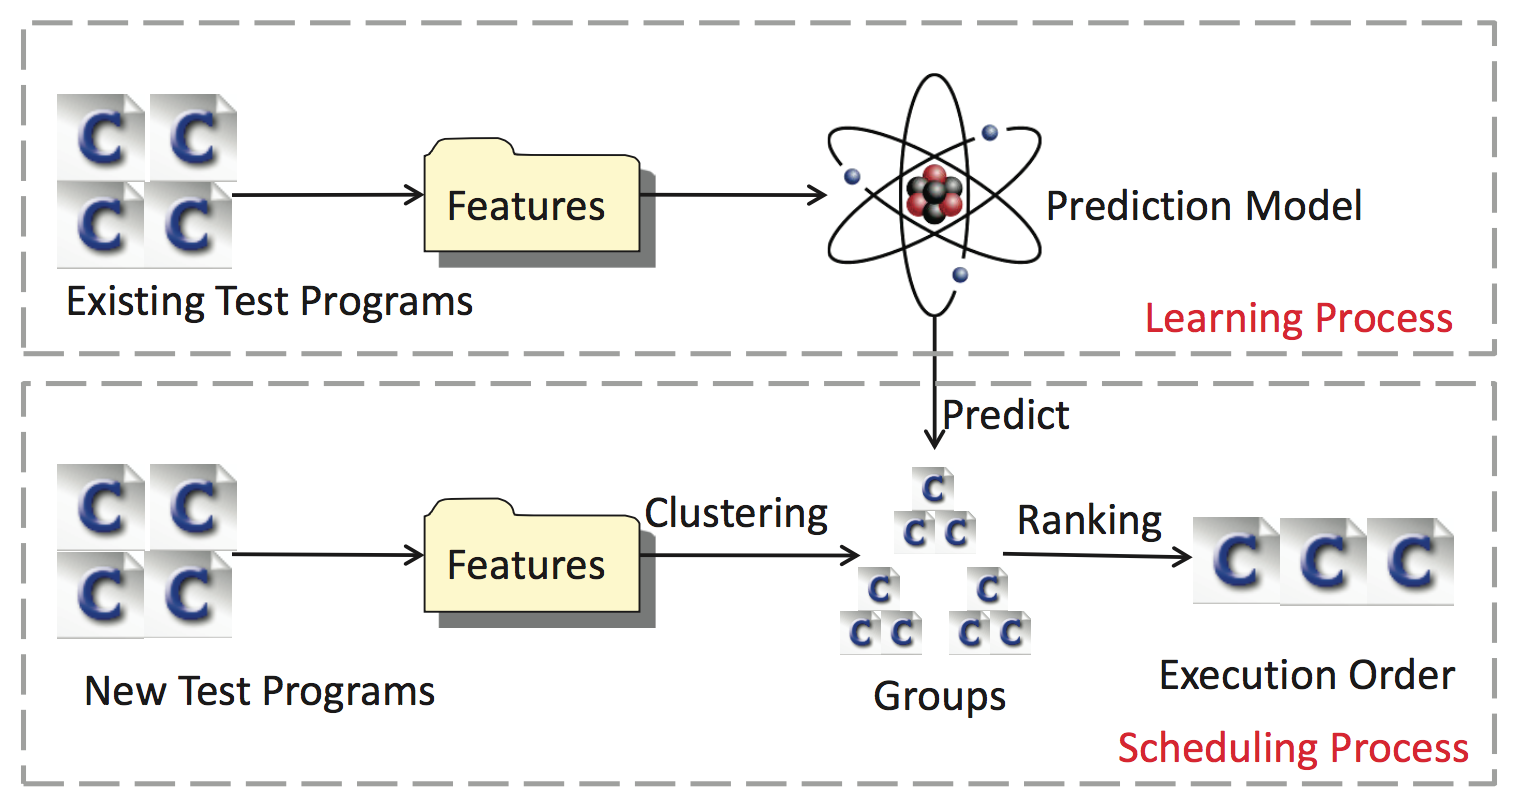 C C
C C
Features
Prediction Model
Existing Test Programs
Learning Process
Predict
C C
C C
Features
Clustering
C
C C
C
C C
C
C C
Ranking
C C C
New Test Programs
Groups
Execution Order
Scheduling Process